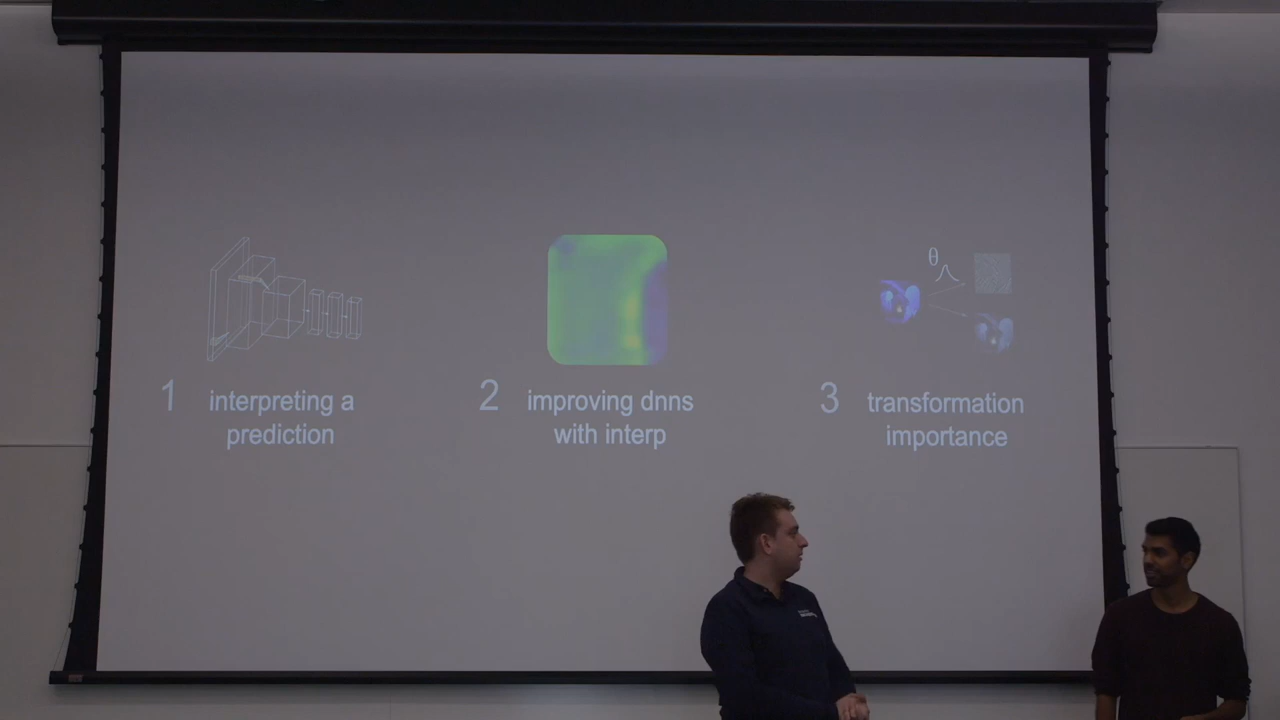 θ
1 interpreting a
prediction
2 improving dnns
with interp
3 transformation
importance